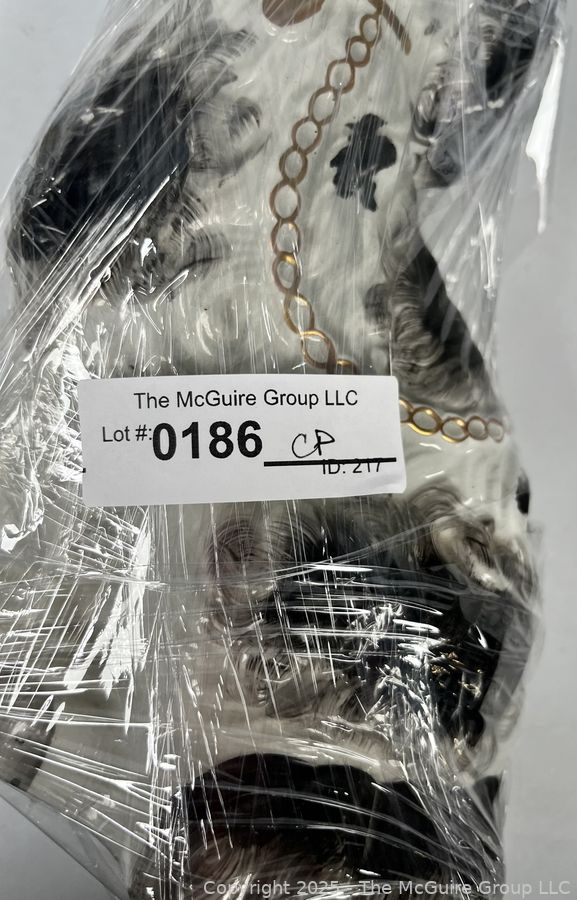 The McGuire Group LLC
Lot #:0186 CP
ID: 217
Copyright 2025 - The McGuire Group LLC